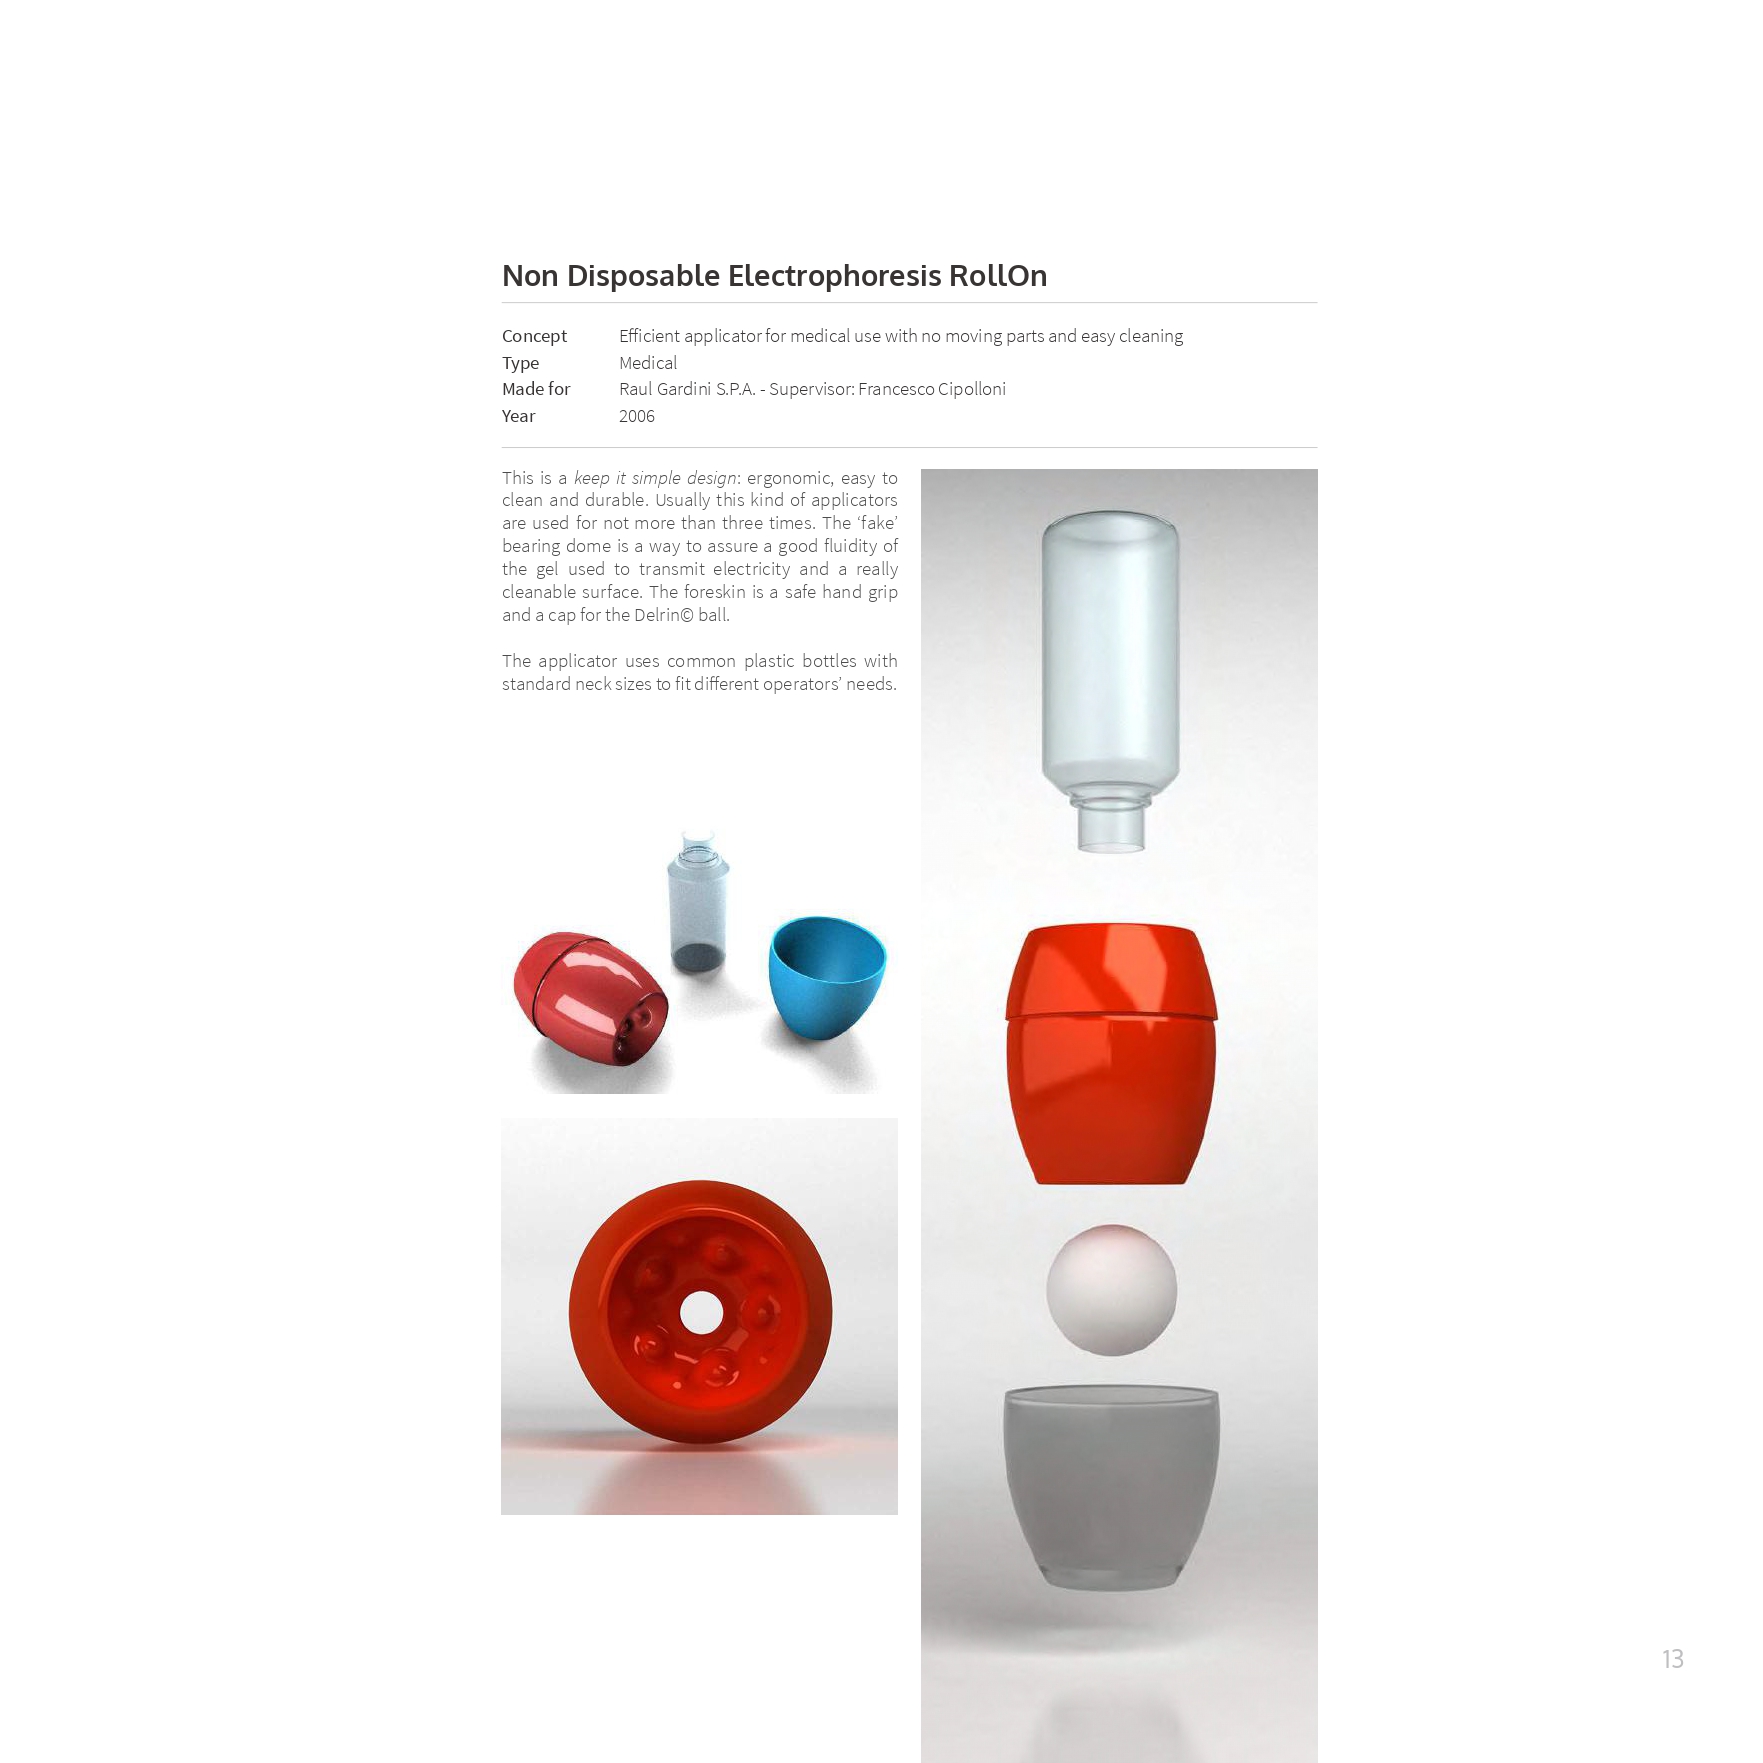 Non Disposable Electrophoresis RollOn
Concept Efficient applicator for medical use with no moving parts and easy cleaning
Type Medical
Made for Raul Gardini S.P.A. - Supervisor: Francesco Cipolloni
Year 2006
This is a keep it simple design: ergonomic, easy to
clean and durable. Usually this kind of applicators
are used for not more than three times. The ‘fake’
bearing dome is a way to assure a good fluidity of
the gel used to transmit electricity and a really
cleanable surface. The foreskin is a safe hand grip
and a cap for the Delrin© ball.
The applicator uses common plastic bottles with
standard neck sizes to fit different operators’ needs.
13